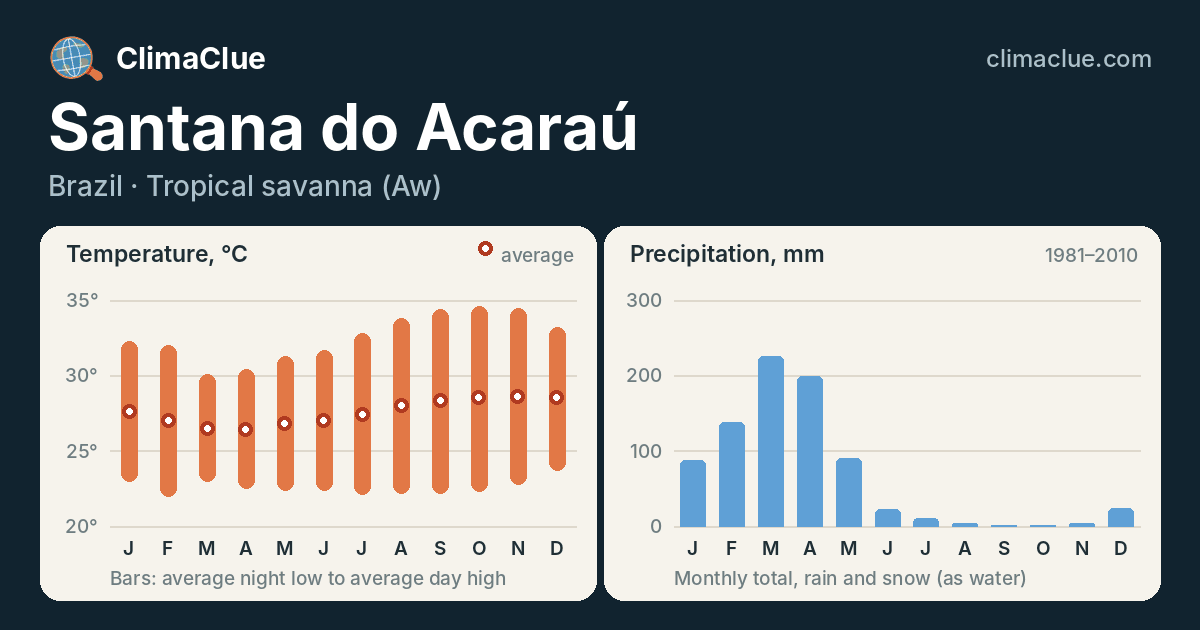 ClimaClue
climaclue.com
Santana do Acaraú
Brazil · Tropical savanna (Aw)
Temperature, °C
average
35°
30°
25°
20°
J F M A M J J A S O N D
Bars: average night low to average day high
Precipitation, mm
1981–2010
300
200
100
0
J F M A M J J A S O N D
Monthly total, rain and snow (as water)